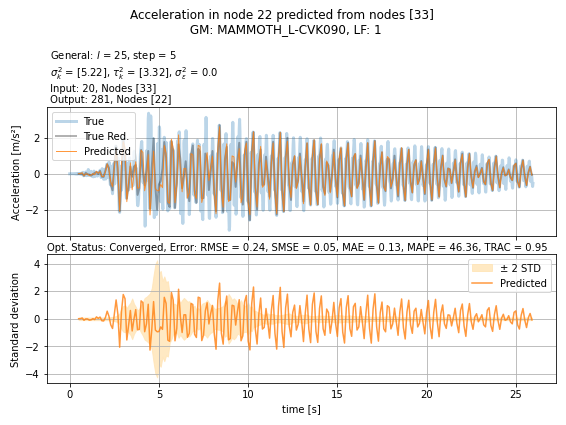 Acceleration in node 22 predicted from nodes [33]
GM: MAMMOTH_L-CVK090, LF: 1
General: l = 25, step = 5
σ²ₖ = [5.22], τ²ₖ = [3.32], σ²ε = 0.0
Input: 20, Nodes [33]
Output: 281, Nodes [22]
True
True Red.
Predicted
Acceleration [m/s²]
2
0
−2
Opt. Status: Converged, Error: RMSE = 0.24, SMSE = 0.05, MAE = 0.13, MAPE = 46.36, TRAC = 0.95
± 2 STD
Predicted
Standard deviation
4
2
0
−2
−4
0 5 10 15 20 25
time [s]